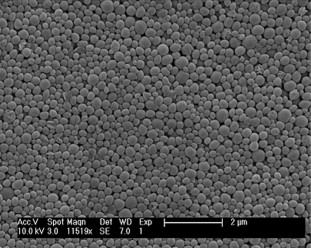 Acc.V Spot Magn Det WD Exp 2 μm
10.0 kV 3.0 11519x SE 7.0 1